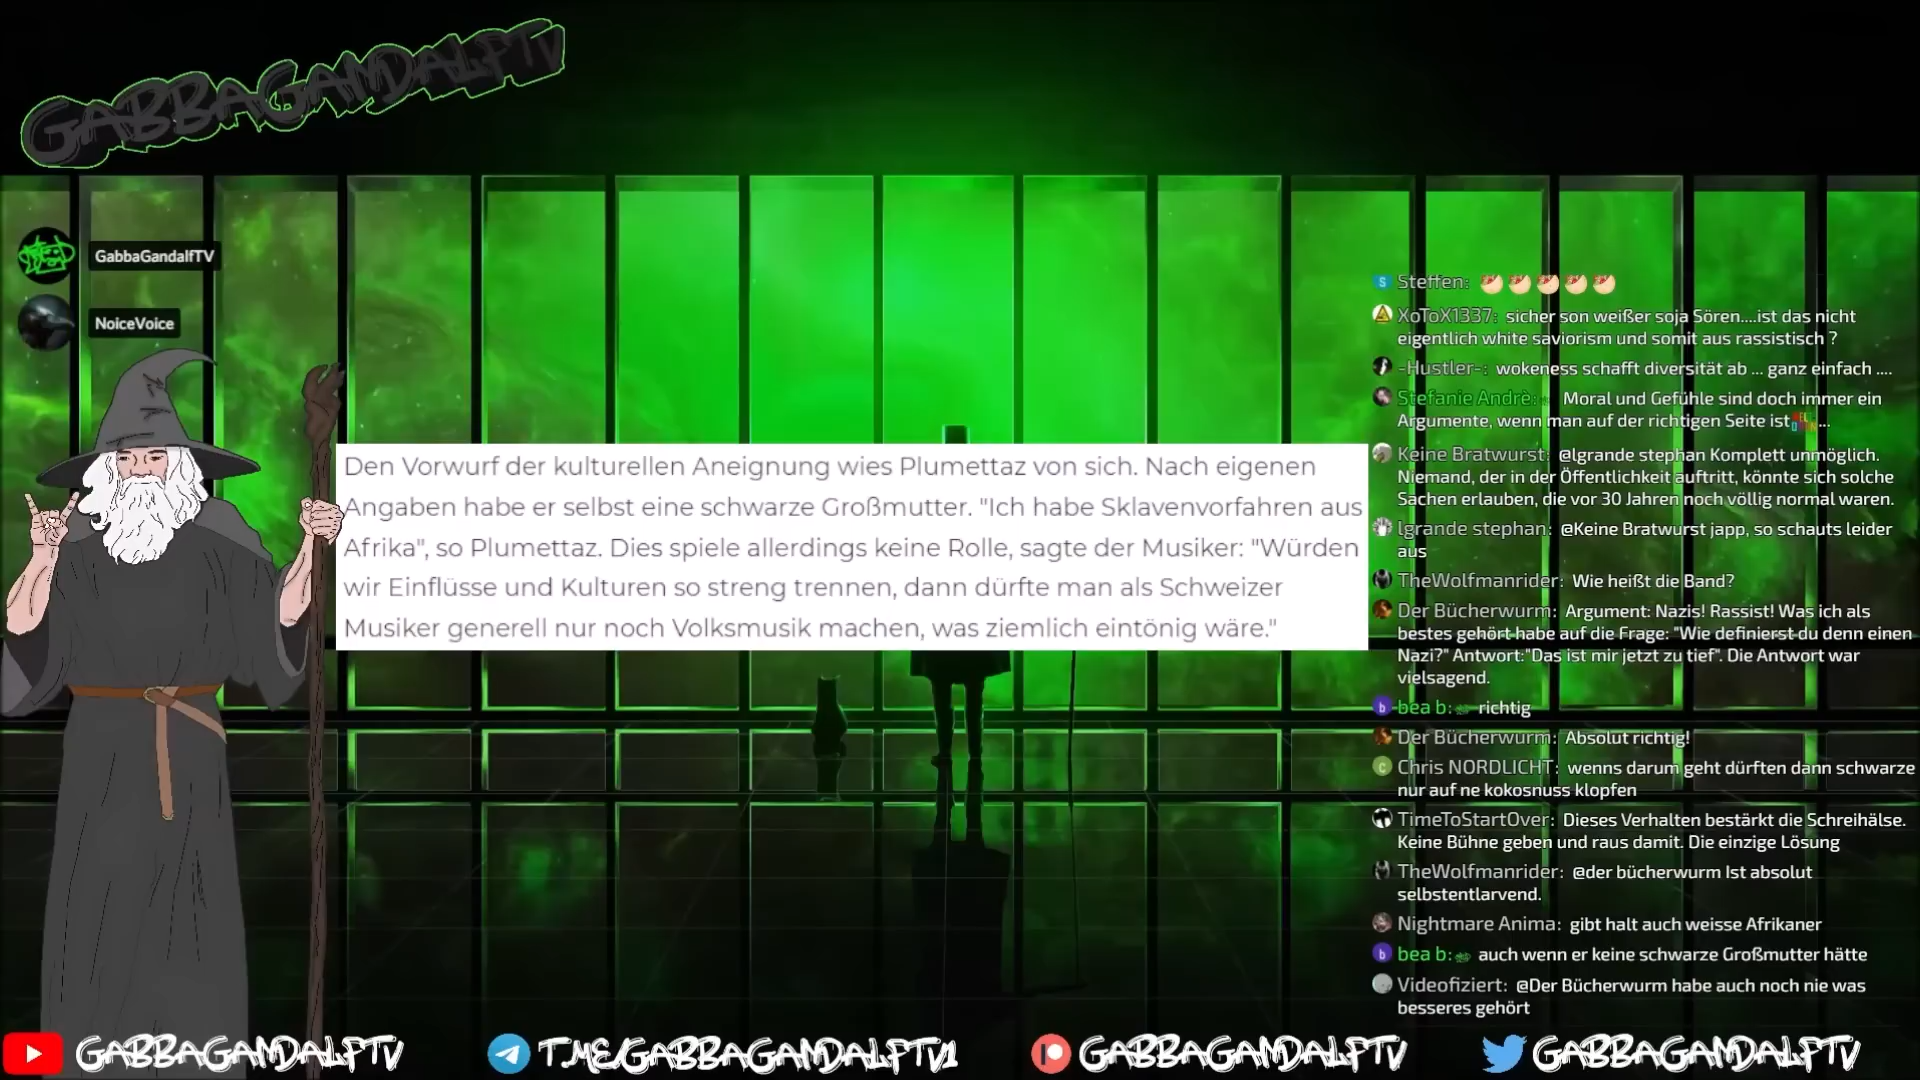 GABBAGANDALFTV
GabbaGandalfTV
NoiceVoice
Den Vorwurf der kulturellen Aneignung wies Plumettaz von sich. Nach eigenen
Angaben habe er selbst eine schwarze Großmutter. "Ich habe Sklavenvorfahren aus
Afrika", so Plumettaz. Dies spiele allerdings keine Rolle, sagte der Musiker: "Würden
wir Einflüsse und Kulturen so streng trennen, dann dürfte man als Schweizer
Musiker generell nur noch Volksmusik machen, was ziemlich eintönig wäre."
Steffen:
XoToX1337: sicher son weißer soja Sören....ist das nicht
eigentlich white saviorism und somit aus rassistisch ?
-Hustler-: wokeness schafft diversität ab ... ganz einfach ....
Stefanie Andrè: Moral und Gefühle sind doch immer ein
Argumente, wenn man auf der richtigen Seite ist ...
Keine Bratwurst: @lgrande stephan Komplett unmöglich.
Niemand, der in der Öffentlichkeit auftritt, könnte sich solche
Sachen erlauben, die vor 30 Jahren noch völlig normal waren.
lgrande stephan: @Keine Bratwurst japp, so schauts leider
aus
TheWolfmanrider: Wie heißt die Band?
Der Bücherwurm: Argument: Nazis! Rassist! Was ich als
bestes gehört habe auf die Frage: "Wie definierst du denn einen
Nazi?" Antwort:"Das ist mir jetzt zu tief". Die Antwort war
vielsagend.
b bea b: richtig
Der Bücherwurm: Absolut richtig!
C Chris NORDLICHT: wenns darum geht dürften dann schwarze
nur auf ne kokosnuss klopfen
TimeToStartOver: Dieses Verhalten bestärkt die Schreihälse.
Keine Bühne geben und raus damit. Die einzige Lösung
TheWolfmanrider: @der bücherwurm Ist absolut
selbstentlarvend.
Nightmare Anima: gibt halt auch weisse Afrikaner
b bea b: auch wenn er keine schwarze Großmutter hätte
Videofiziert: @Der Bücherwurm habe auch noch nie was
besseres gehört
GABBAGANDALFTV
T.ME/GABBAGANDALFTV1
GABBAGANDALFTV
GABBAGANDALFTV